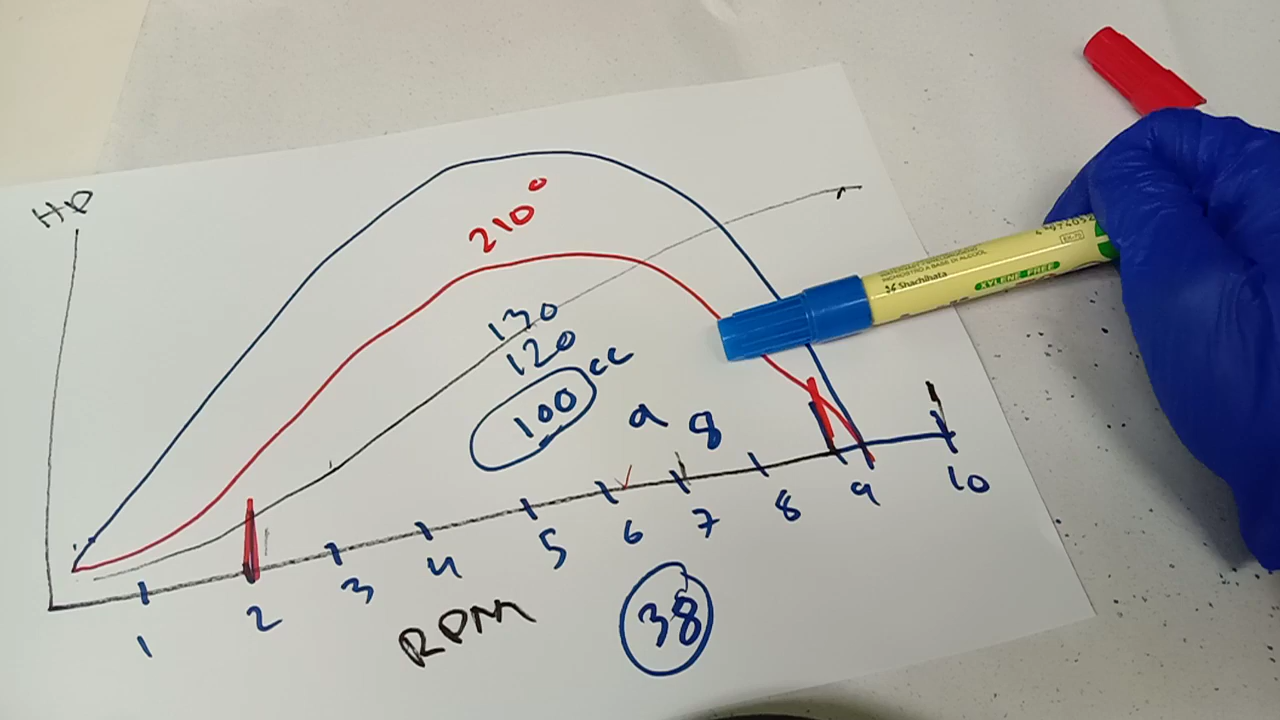 HP
210°
130
120
100 cc
9 8
1 2 3 4 5 6 7 8 9 10
RPM
38
Shachihata
XYLENE FREE